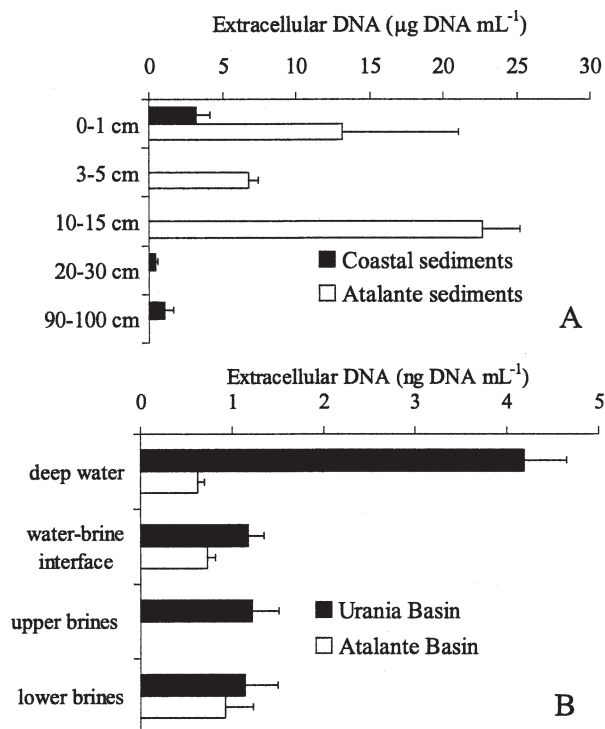 Extracellular DNA (µg DNA mL⁻¹)
0 5 10 15 20 25 30
0-1 cm
3-5 cm
10-15 cm
20-30 cm
90-100 cm
Coastal sediments
Atalante sediments
A
Extracellular DNA (ng DNA mL⁻¹)
0 1 2 3 4 5
deep water
water-brine
interface
upper brines
lower brines
Urania Basin
Atalante Basin
B